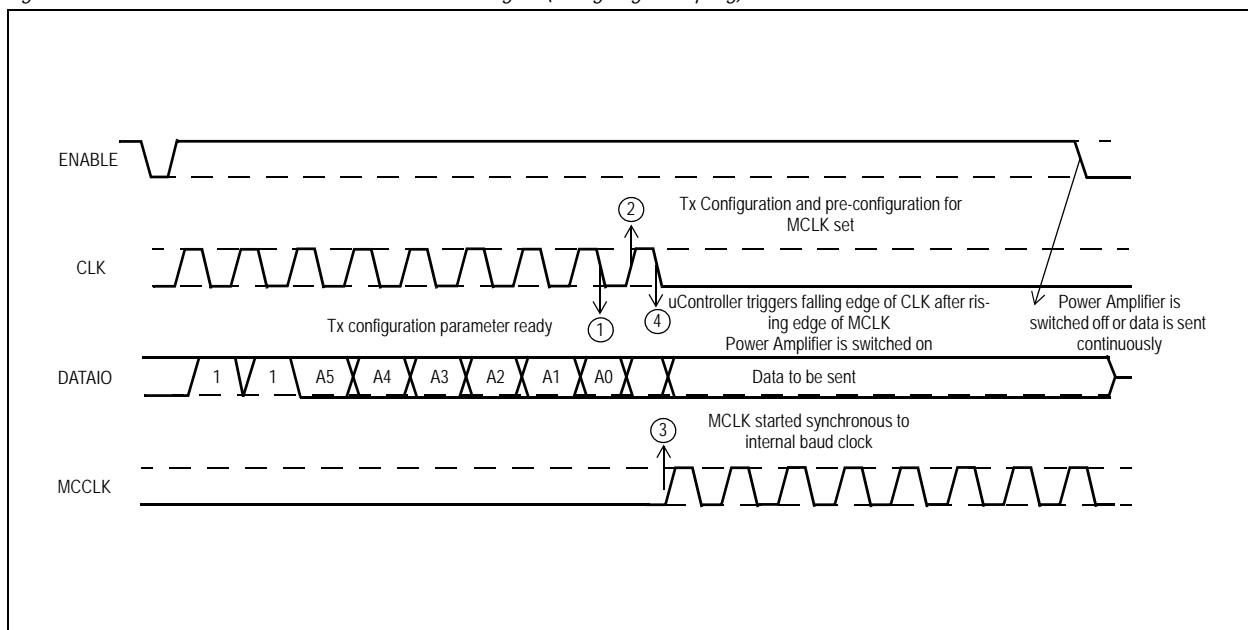 ENABLE
Tx Configuration and pre-configuration for
MCLK set
2
CLK
uController triggers falling edge of CLK after ris-
ing edge of MCLK
Power Amplifier is switched on
Power Amplifier is
switched off or data is sent
continuously
Tx configuration parameter ready
1
4
DATAIO
1 1 A5 A4 A3 A2 A1 A0 Data to be sent
MCLK started synchronous to
internal baud clock
3
MCCLK